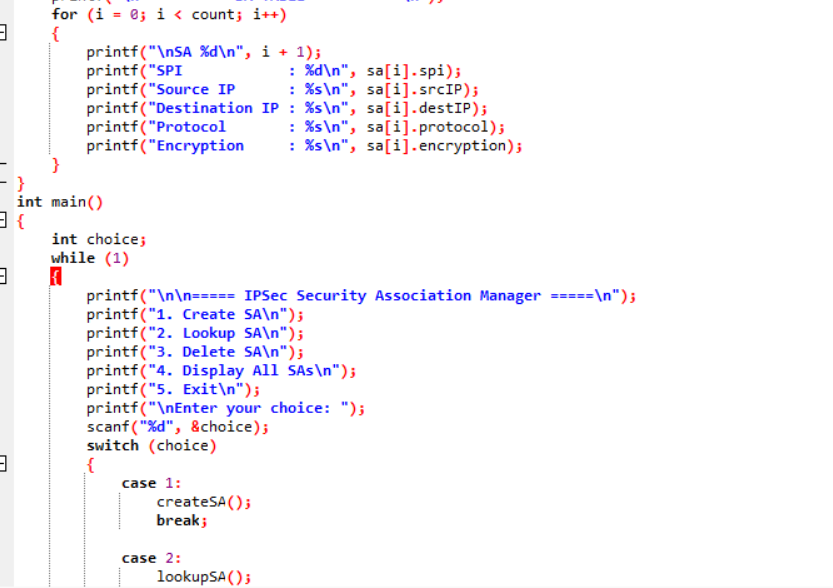 for (i = 0; i < count; i++)
{
printf("\nSA %d\n", i + 1);
printf("SPI            : %d\n", sa[i].spi);
printf("Source IP      : %s\n", sa[i].srcIP);
printf("Destination IP : %s\n", sa[i].destIP);
printf("Protocol       : %s\n", sa[i].protocol);
printf("Encryption     : %s\n", sa[i].encryption);
}
}
int main()
{
int choice;
while (1)
{
printf("\n\n===== IPSec Security Association Manager =====\n");
printf("1. Create SA\n");
printf("2. Lookup SA\n");
printf("3. Delete SA\n");
printf("4. Display All SAs\n");
printf("5. Exit\n");
printf("\nEnter your choice: ");
scanf("%d", &choice);
switch (choice)
{
case 1:
createSA();
break;
case 2:
lookupSA();